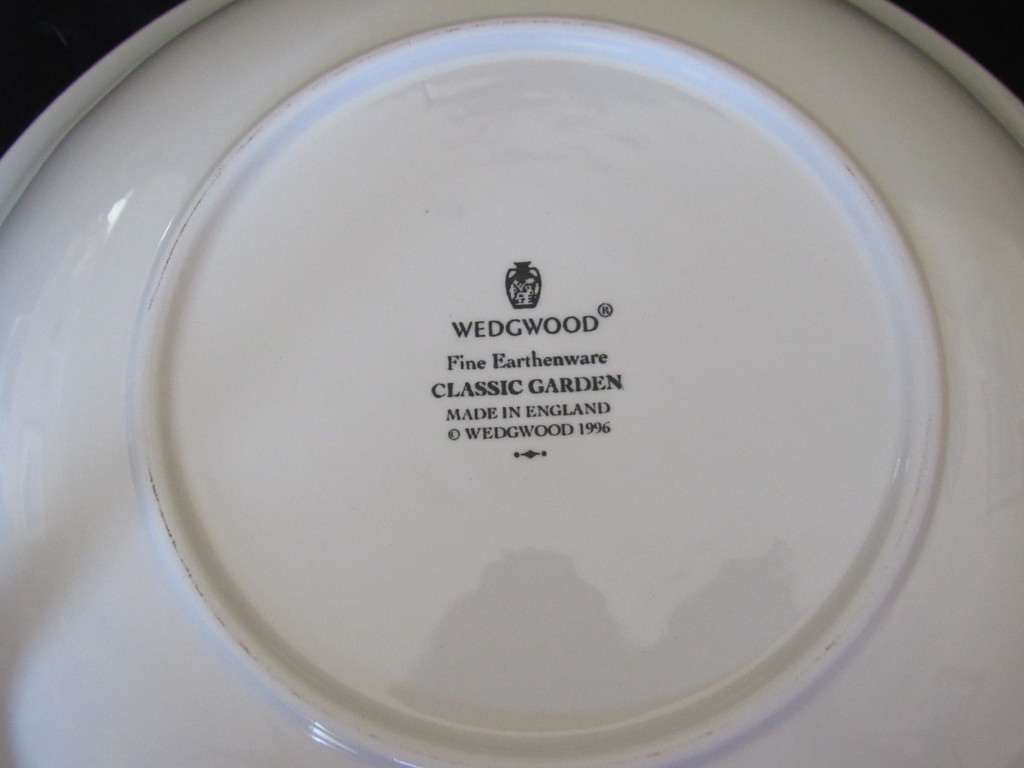 WEDGWOOD®
Fine Earthenware
CLASSIC GARDEN
MADE IN ENGLAND
© WEDGWOOD 1996